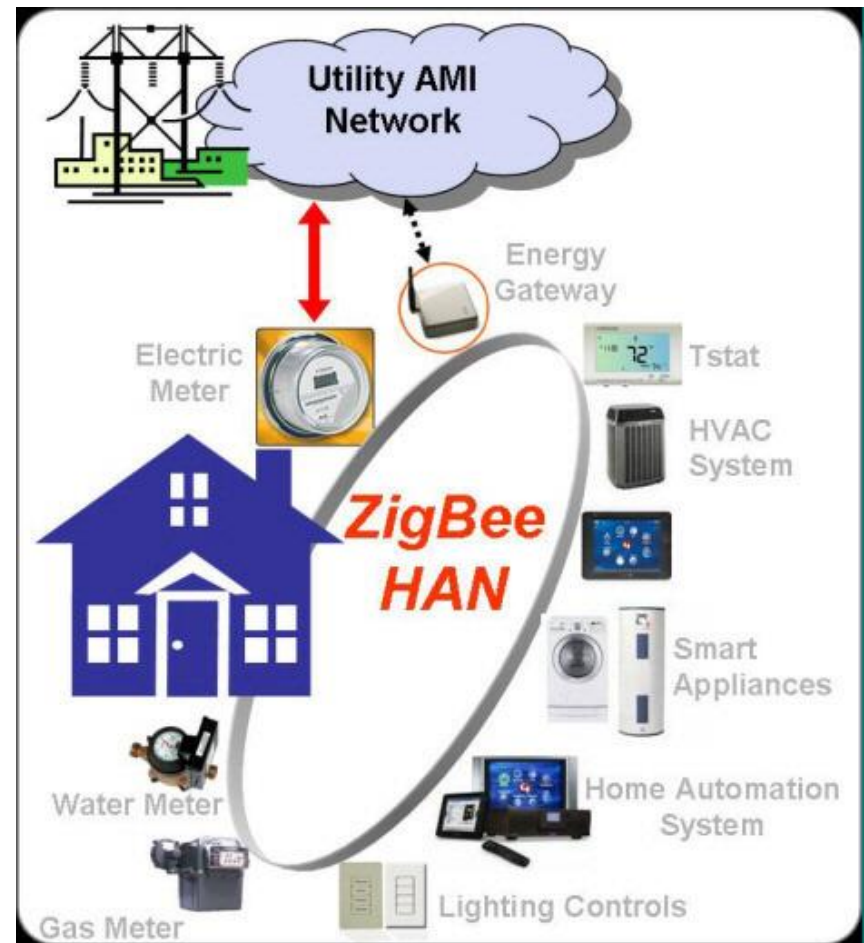 Utility AMI
Network
Energy
Gateway
Electric
Meter
72
Tstat
HVAC
System
ZigBee
HAN
Smart
Appliances
Water Meter
Home Automation
System
Gas Meter
Lighting Controls